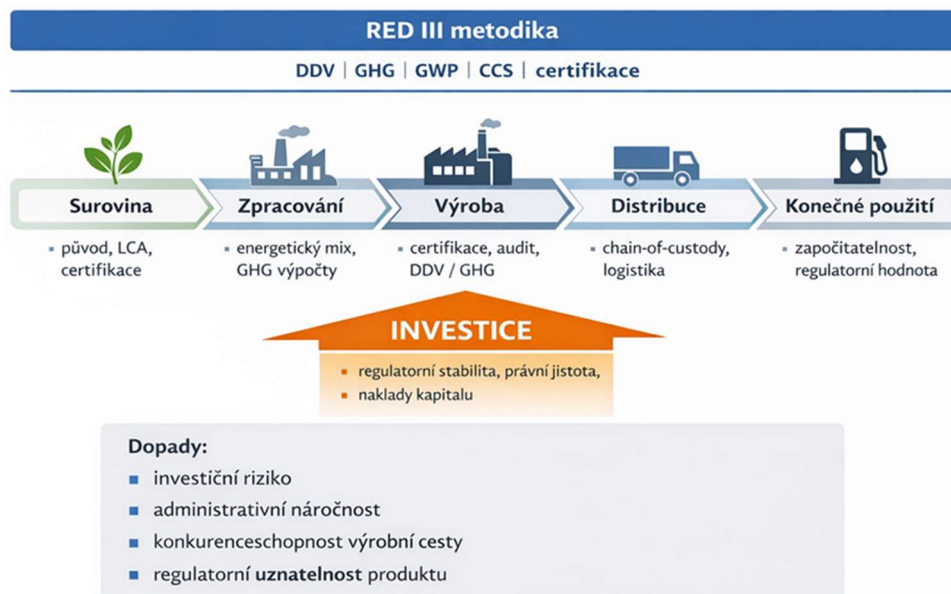 RED III metodika
DDV | GHG | GWP | CCS | certifikace
Surovina
Zpracování
Výroba
Distribuce
Konečné použití
▪ původ, LCA,
certifikace
▪ energetický mix,
GHG výpočty
▪ certifikace, audit,
DDV / GHG
▪ chain-of-custody,
logistika
▪ započitatelnost,
regulatorní hodnota
INVESTICE
▪ regulatorní stabilita, právní jistota,
▪ naklady kapitalu
Dopady:
▪ investiční riziko
▪ administrativní náročnost
▪ konkurenceschopnost výrobní cesty
▪ regulatorní uznatelnost produktu